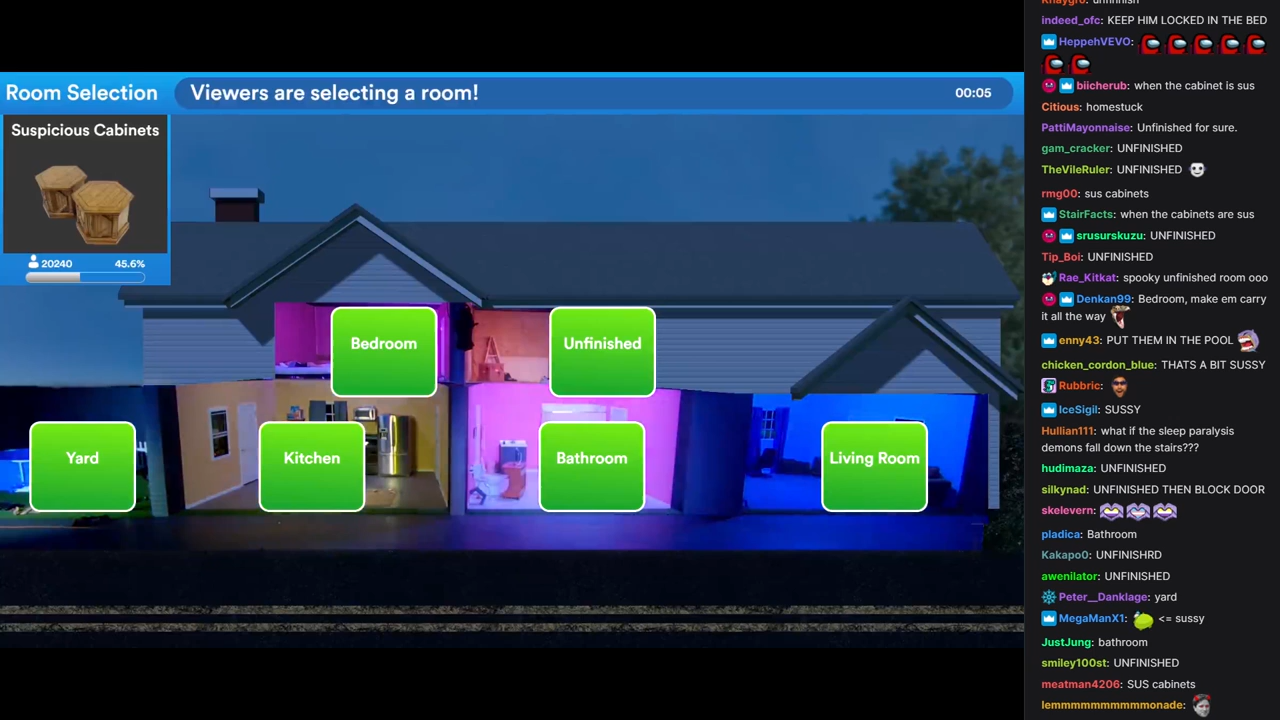 Room Selection
Viewers are selecting a room!
00:05
Suspicious Cabinets
20240
45.6%
Bedroom
Unfinished
Yard
Kitchen
Bathroom
Living Room
indeed_ofc: KEEP HIM LOCKED IN THE BED
HeppehVEVO:
biicherub: when the cabinet is sus
Citious: homestuck
PattiMayonnaise: Unfinished for sure.
gam_cracker: UNFINISHED
TheVileRuler: UNFINISHED
rmg00: sus cabinets
StairFacts: when the cabinets are sus
srusurskuzu: UNFINISHED
Tip_Boi: UNFINISHED
Rae_Kitkat: spooky unfinished room ooo
Denkan99: Bedroom, make em carry
it all the way
enny43: PUT THEM IN THE POOL
chicken_cordon_blue: THATS A BIT SUSSY
Rubbric:
IceSigil: SUSSY
Hullian111: what if the sleep paralysis
demons fall down the stairs???
hudimaza: UNFINISHED
silkynad: UNFINISHED THEN BLOCK DOOR
skelevern:
pladica: Bathroom
Kakapo0: UNFINISHRD
awenilator: UNFINISHED
Peter__Danklage: yard
MegaManX1: <= sussy
JustJung: bathroom
smiley100st: UNFINISHED
meatman4206: SUS cabinets
lemmmmmmmmmmonade: